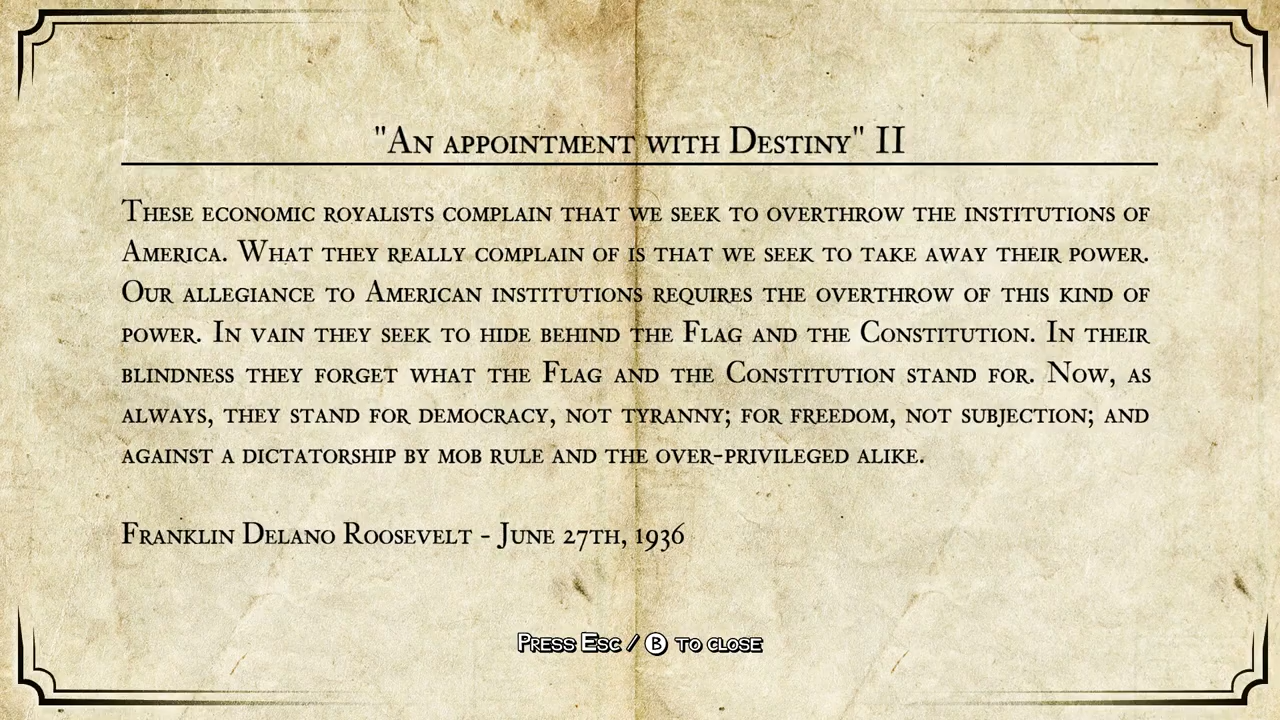 "An appointment with Destiny" II
These economic royalists complain that we seek to overthrow the institutions of
America. What they really complain of is that we seek to take away their power.
Our allegiance to American institutions requires the overthrow of this kind of
power. In vain they seek to hide behind the Flag and the Constitution. In their
blindness they forget what the Flag and the Constitution stand for. Now, as
always, they stand for democracy, not tyranny; for freedom, not subjection; and
against a dictatorship by mob rule and the over-privileged alike.
Franklin Delano Roosevelt - June 27th, 1936
Press Esc / B to close